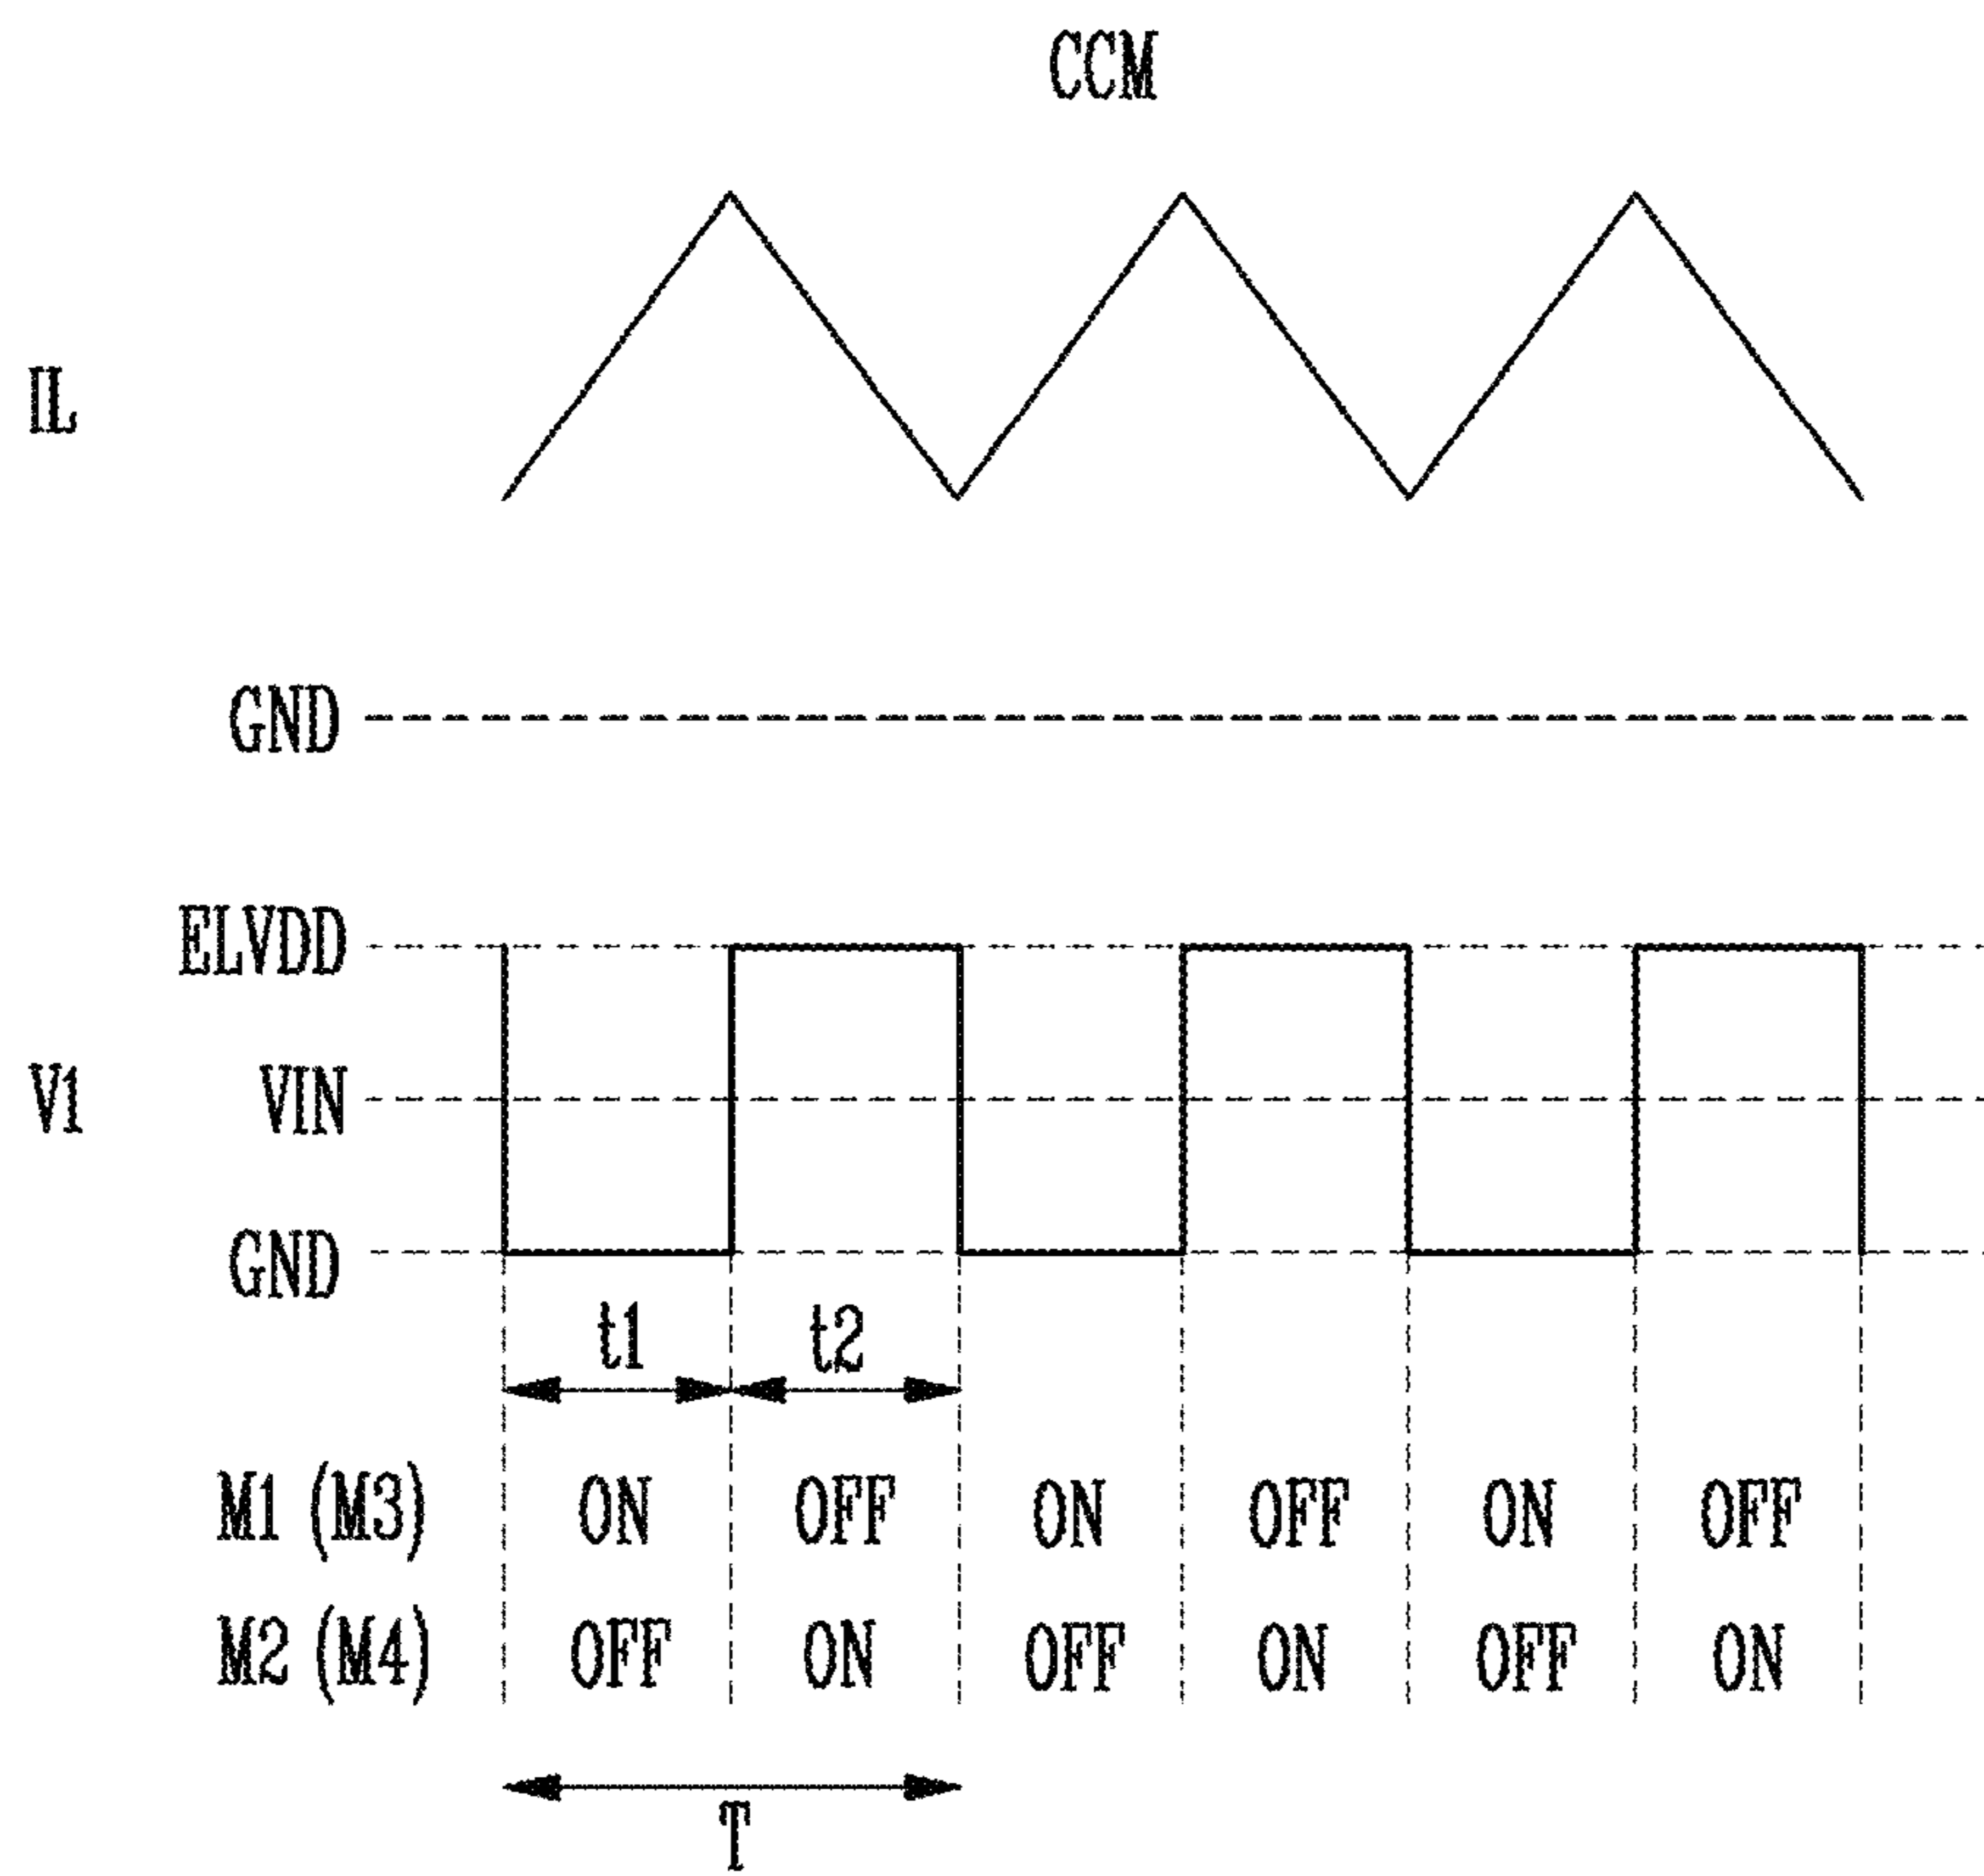 CCM
IL
GND
ELVDD
V1 VIN
GND
t1 t2
M1 (M3) ON OFF ON OFF ON OFF
M2 (M4) OFF ON OFF ON OFF ON
T